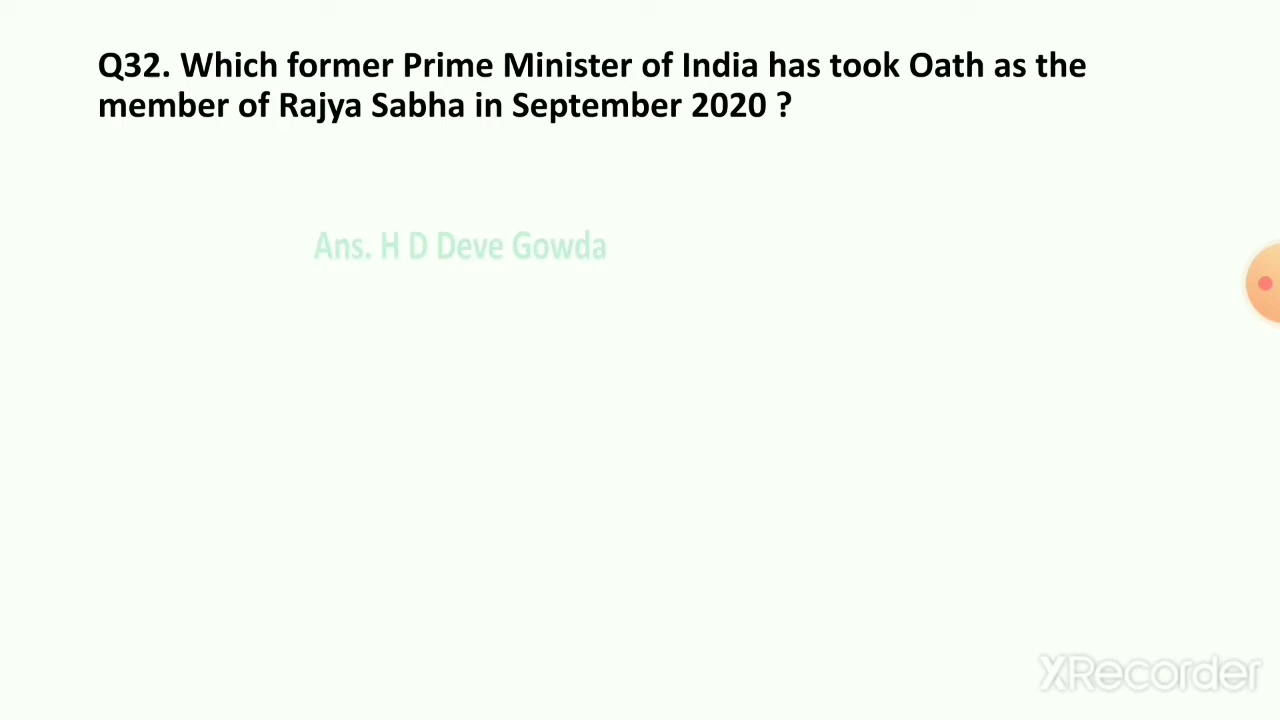 Q32. Which former Prime Minister of India has took Oath as the
member of Rajya Sabha in September 2020 ?
Ans. H D Deve Gowda
XRecorder